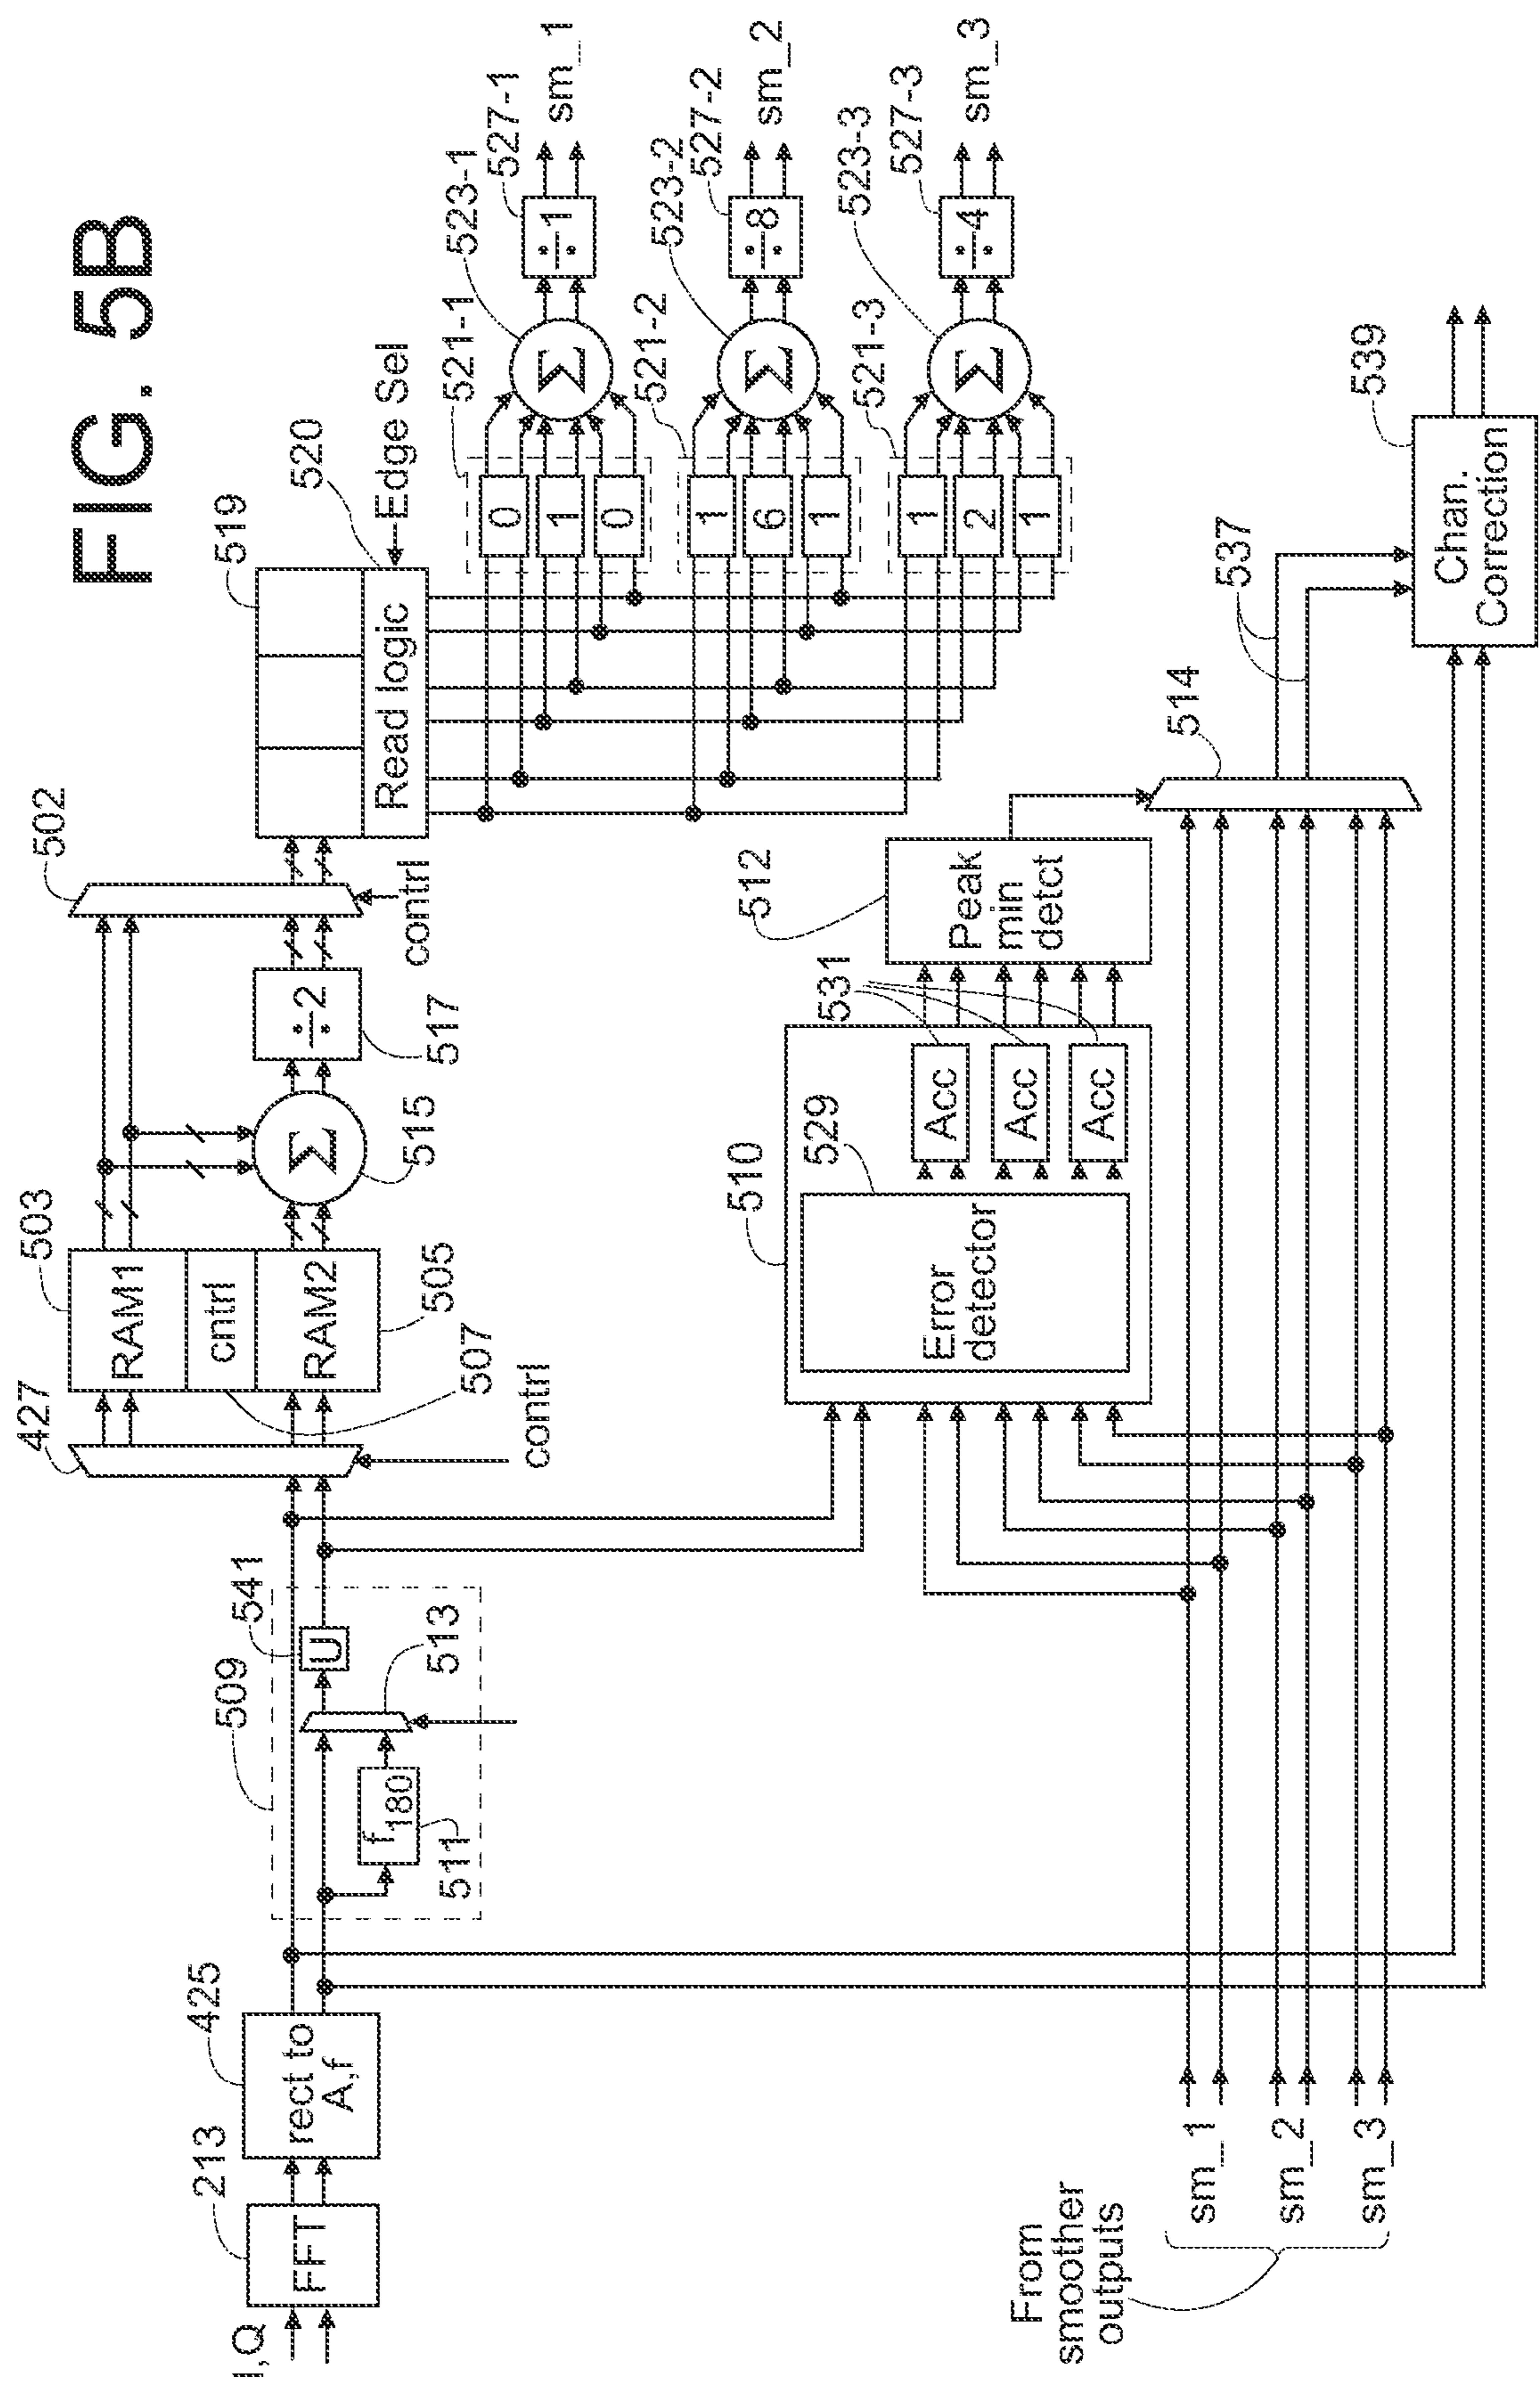 FIG. 5B
I,Q
FFT
213
rect to
A,f
425
509
f180
511
513
U
541
427
contrl
RAM1
cntrl
RAM2
503
505
507
Σ
515
÷2
517
502
contrl
519
Read logic
520
Edge Sel
0
1
0
521-1
Σ
523-1
÷1
527-1
sm_1
1
6
1
521-2
Σ
523-2
÷8
527-2
sm_2
1
2
1
521-3
Σ
523-3
÷4
527-3
sm_3
510
Error
detector
529
Acc
Acc
Acc
531
Peak
min
detct
512
514
537
Chan.
Correction
539
From
smoother
outputs
sm_1
sm_2
sm_3